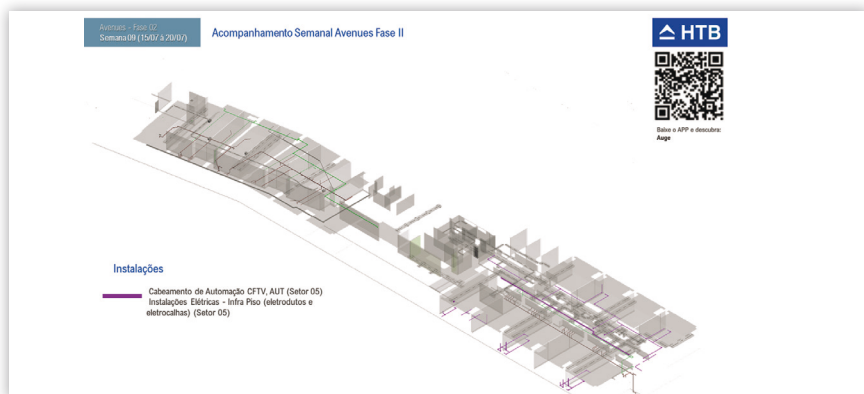 Avenues - Fase 02
Semana 09 (15/07 à 20/07)
Acompanhamento Semanal Avenues Fase II
HTB
Baixe o APP e descubra:
Auge
Instalações
Cabeamento de Automação CFTV, AUT (Setor 05)
Instalações Elétricas - Infra Piso (eletrodutos e
eletrocalhas) (Setor 05)